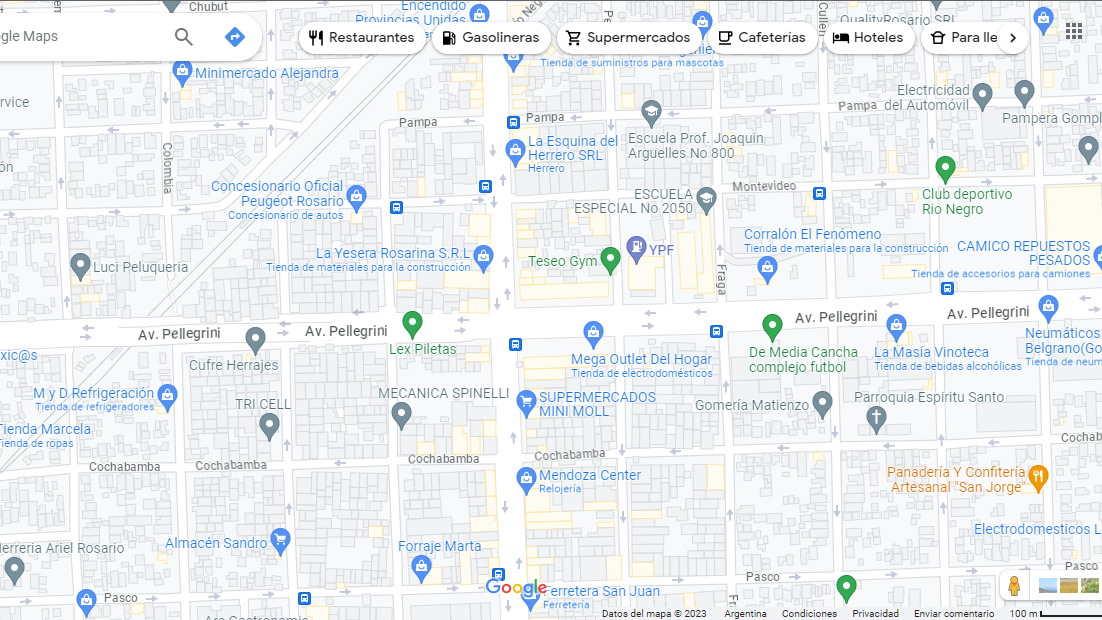 Chubut
Encendido
Provincias Unidas
Cullen
QualityRosario SRL
gle Maps
Restaurantes
Gasolineras
Supermercados
Cafeterías
Hoteles
Para lle
Tienda de suministros para mascotas
Minimercado Alejandra
Electricidad
del Automóvil
ervice
Pampa
Pampa
Pampa
Pampera Gompl
La Esquina del
Herrero SRL
Herrero
Escuela Prof. Joaquin
Arguelles No 800
Colombia
Concesionario Oficial
Peugeot Rosario
Concesionario de autos
ESCUELA
ESPECIAL No 2050
Montevideo
Club deportivo
Rio Negro
La Yesera Rosarina S.R.L
Tienda de materiales para la construcción
Teseo Gym
YPF
Corralón El Fenómeno
Tienda de materiales para la construcción
CAMICO REPUESTOS
PESADOS
Tienda de accesorios para camiones
Luci Peluqueria
Fraga
Av. Pellegrini
Av. Pellegrini
Av. Pellegrini
Av. Pellegrini
xic@s
Cufre Herrajes
Lex Piletas
Mega Outlet Del Hogar
Tienda de electrodomésticos
De Media Cancha
complejo futbol
La Masía Vinoteca
Tienda de bebidas alcohólicas
Neumáticos
Belgrano(Go
Tienda de neum
M y D Refrigeración
Tienda de refrigeradores
TRI CELL
MECANICA SPINELLI
SUPERMERCADOS
MINI MOLL
Gomería Matienzo
Parroquia Espiritu Santo
Tienda Marcela
Tienda de ropas
Cochabamba
Cochabamba
Cochabamba
Cochabamba
Cochab
Mendoza Center
Relojería
Panadería Y Confitería
Artesanal "San Jorge"
Electrodomesticos L
Herreria Ariel Rosario
Almacén Sandro
Forraje Marta
Pasco
Pasco
Pasco
Google
Ferretera San Juan
Ferretería
Datos del mapa © 2023
Argentina
Condiciones
Privacidad
Enviar comentario
100 m